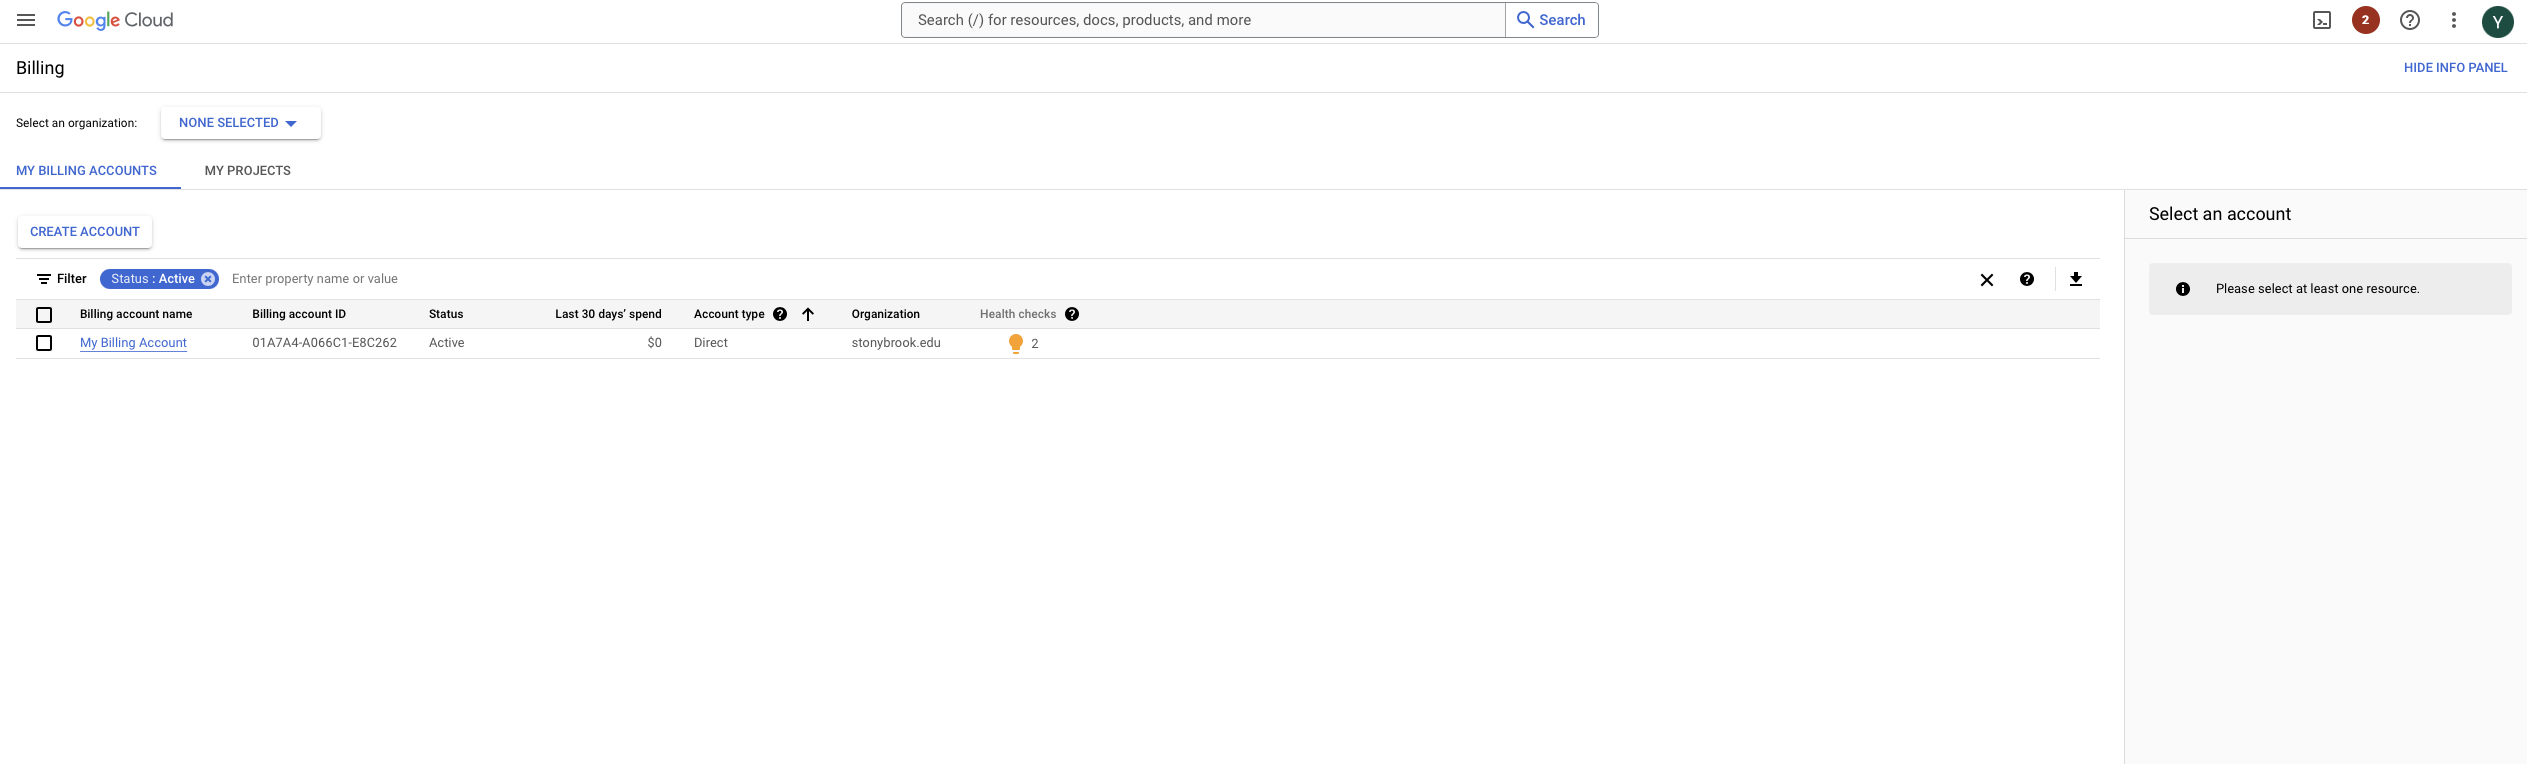 Google Cloud
Search (/) for resources, docs, products, and more
Search
2
Y
Billing
HIDE INFO PANEL
Select an organization:
NONE SELECTED
MY BILLING ACCOUNTS
MY PROJECTS
CREATE ACCOUNT
Filter
Status : Active
Enter property name or value
Billing account name Billing account ID Status Last 30 days’ spend Account type Organization Health checks
My Billing Account 01A7A4-A066C1-E8C262 Active $0 Direct stonybrook.edu 2
Select an account
Please select at least one resource.